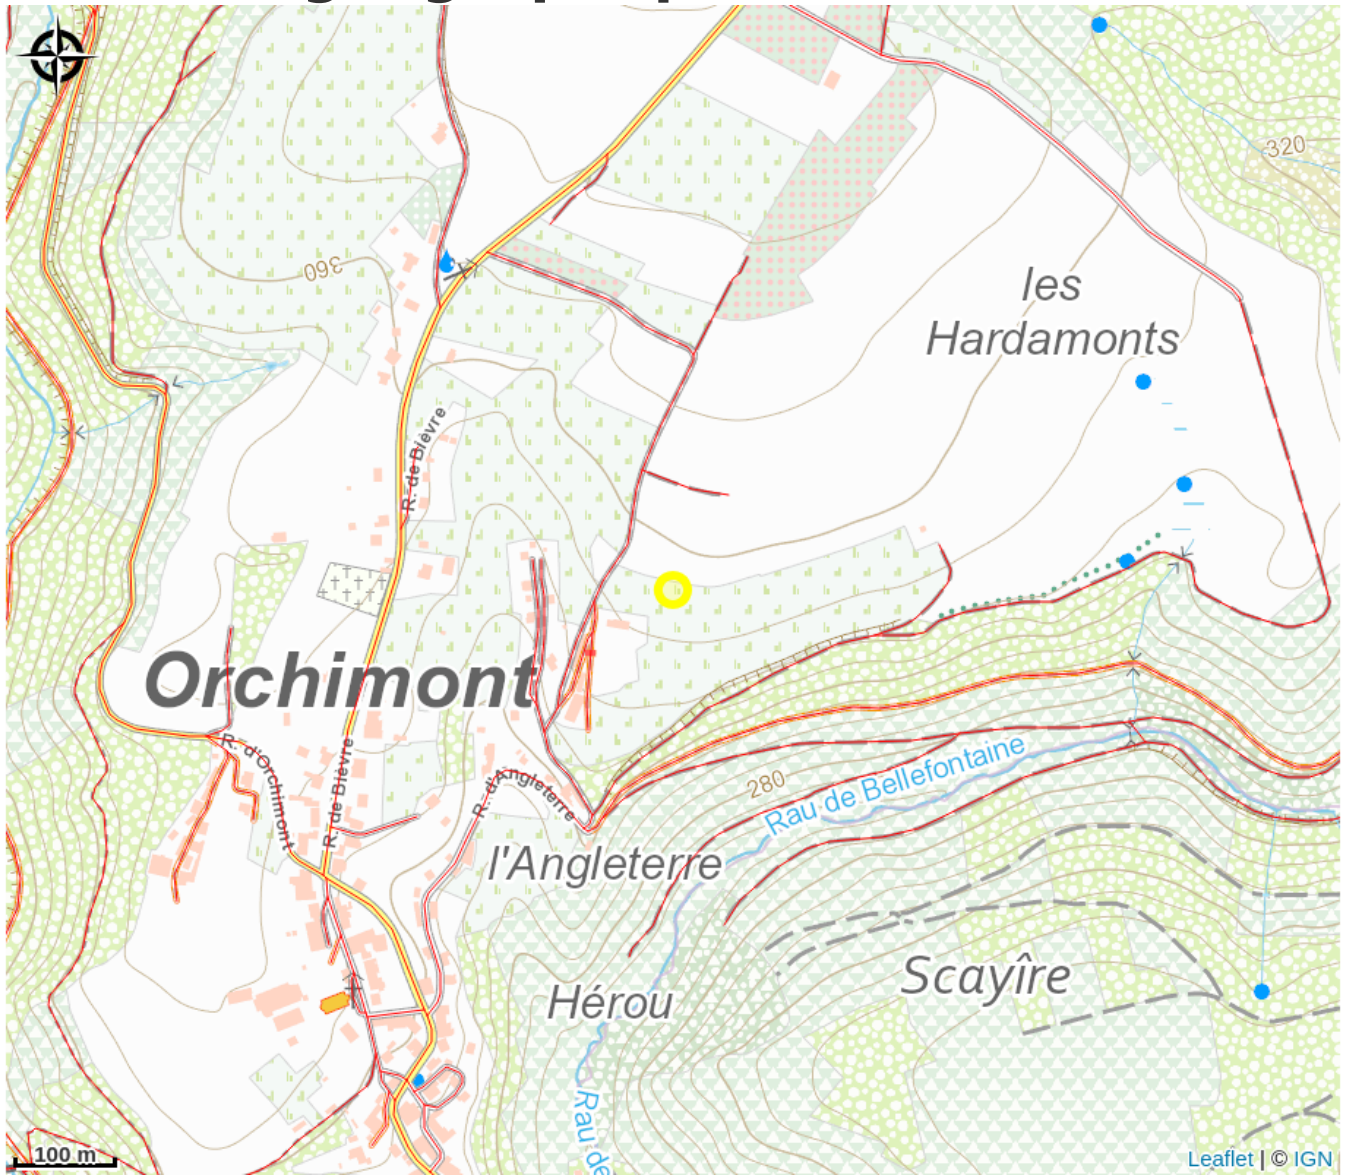 320
360
les
Hardamonts
R. de Bièvre
Orchimont
R. d'Orchimont
R. de Bièvre
R. d'Angleterre
280
Rau de Bellefontaine
l'Angleterre
Scayîre
Hérou
Rau de
100 m
Leaflet | © IGN